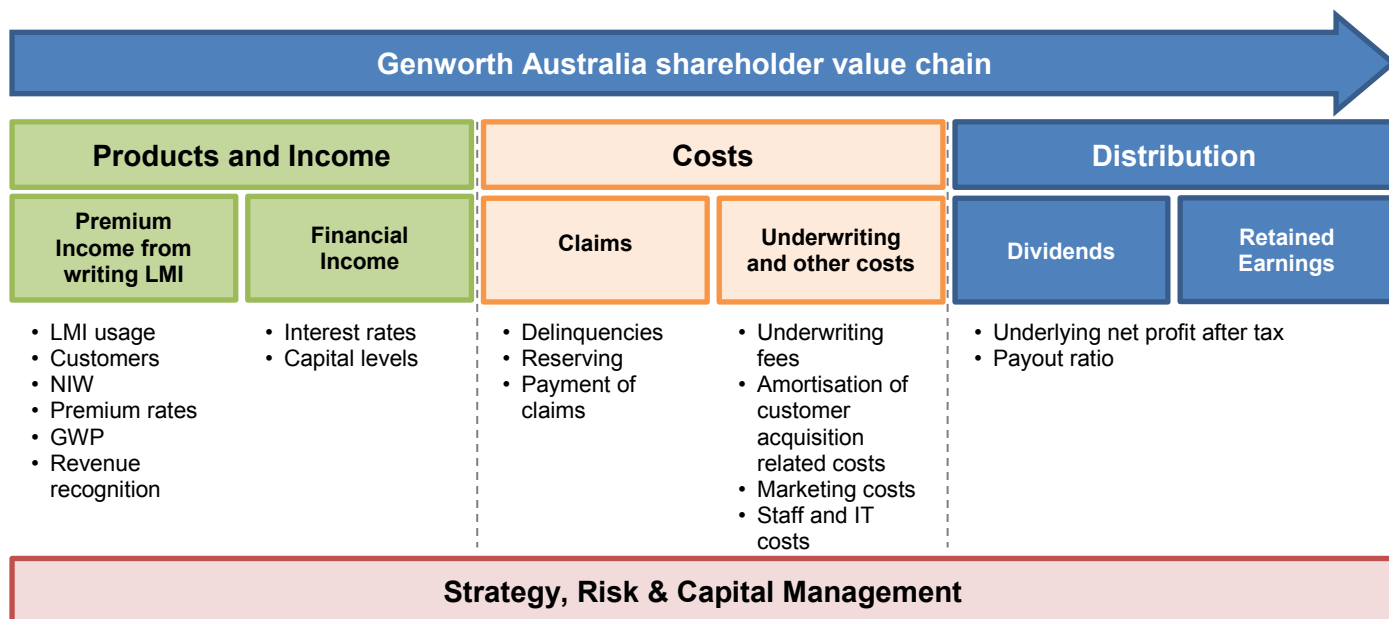 Genworth Australia shareholder value chain
Products and Income
Costs
Distribution
Premium
Income from
writing LMI
Financial
Income
Claims
Underwriting
and other costs
Dividends
Retained
Earnings
• LMI usage
• Customers
• NIW
• Premium rates
• GWP
• Revenue
recognition
• Interest rates
• Capital levels
• Delinquencies
• Reserving
• Payment of
claims
• Underwriting
fees
• Amortisation of
customer
acquisition
related costs
• Marketing costs
• Staff and IT
costs
• Underlying net profit after tax
• Payout ratio
Strategy, Risk & Capital Management